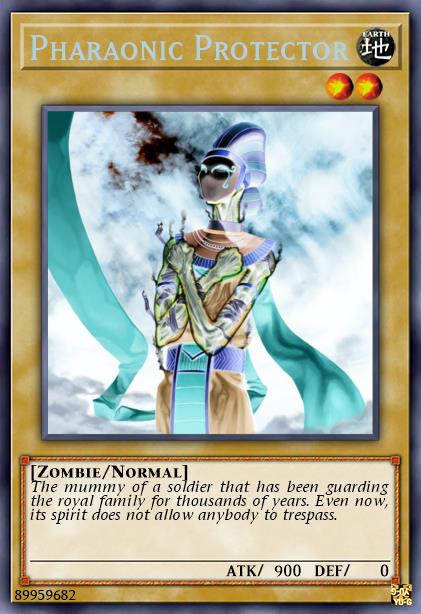 Pharaonic Protector
EARTH
地
[Zombie/Normal]
The mummy of a soldier that has been guarding
the royal family for thousands of years. Even now,
its spirit does not allow anybody to trespass.
ATK/ 900 DEF/ 0
89959682